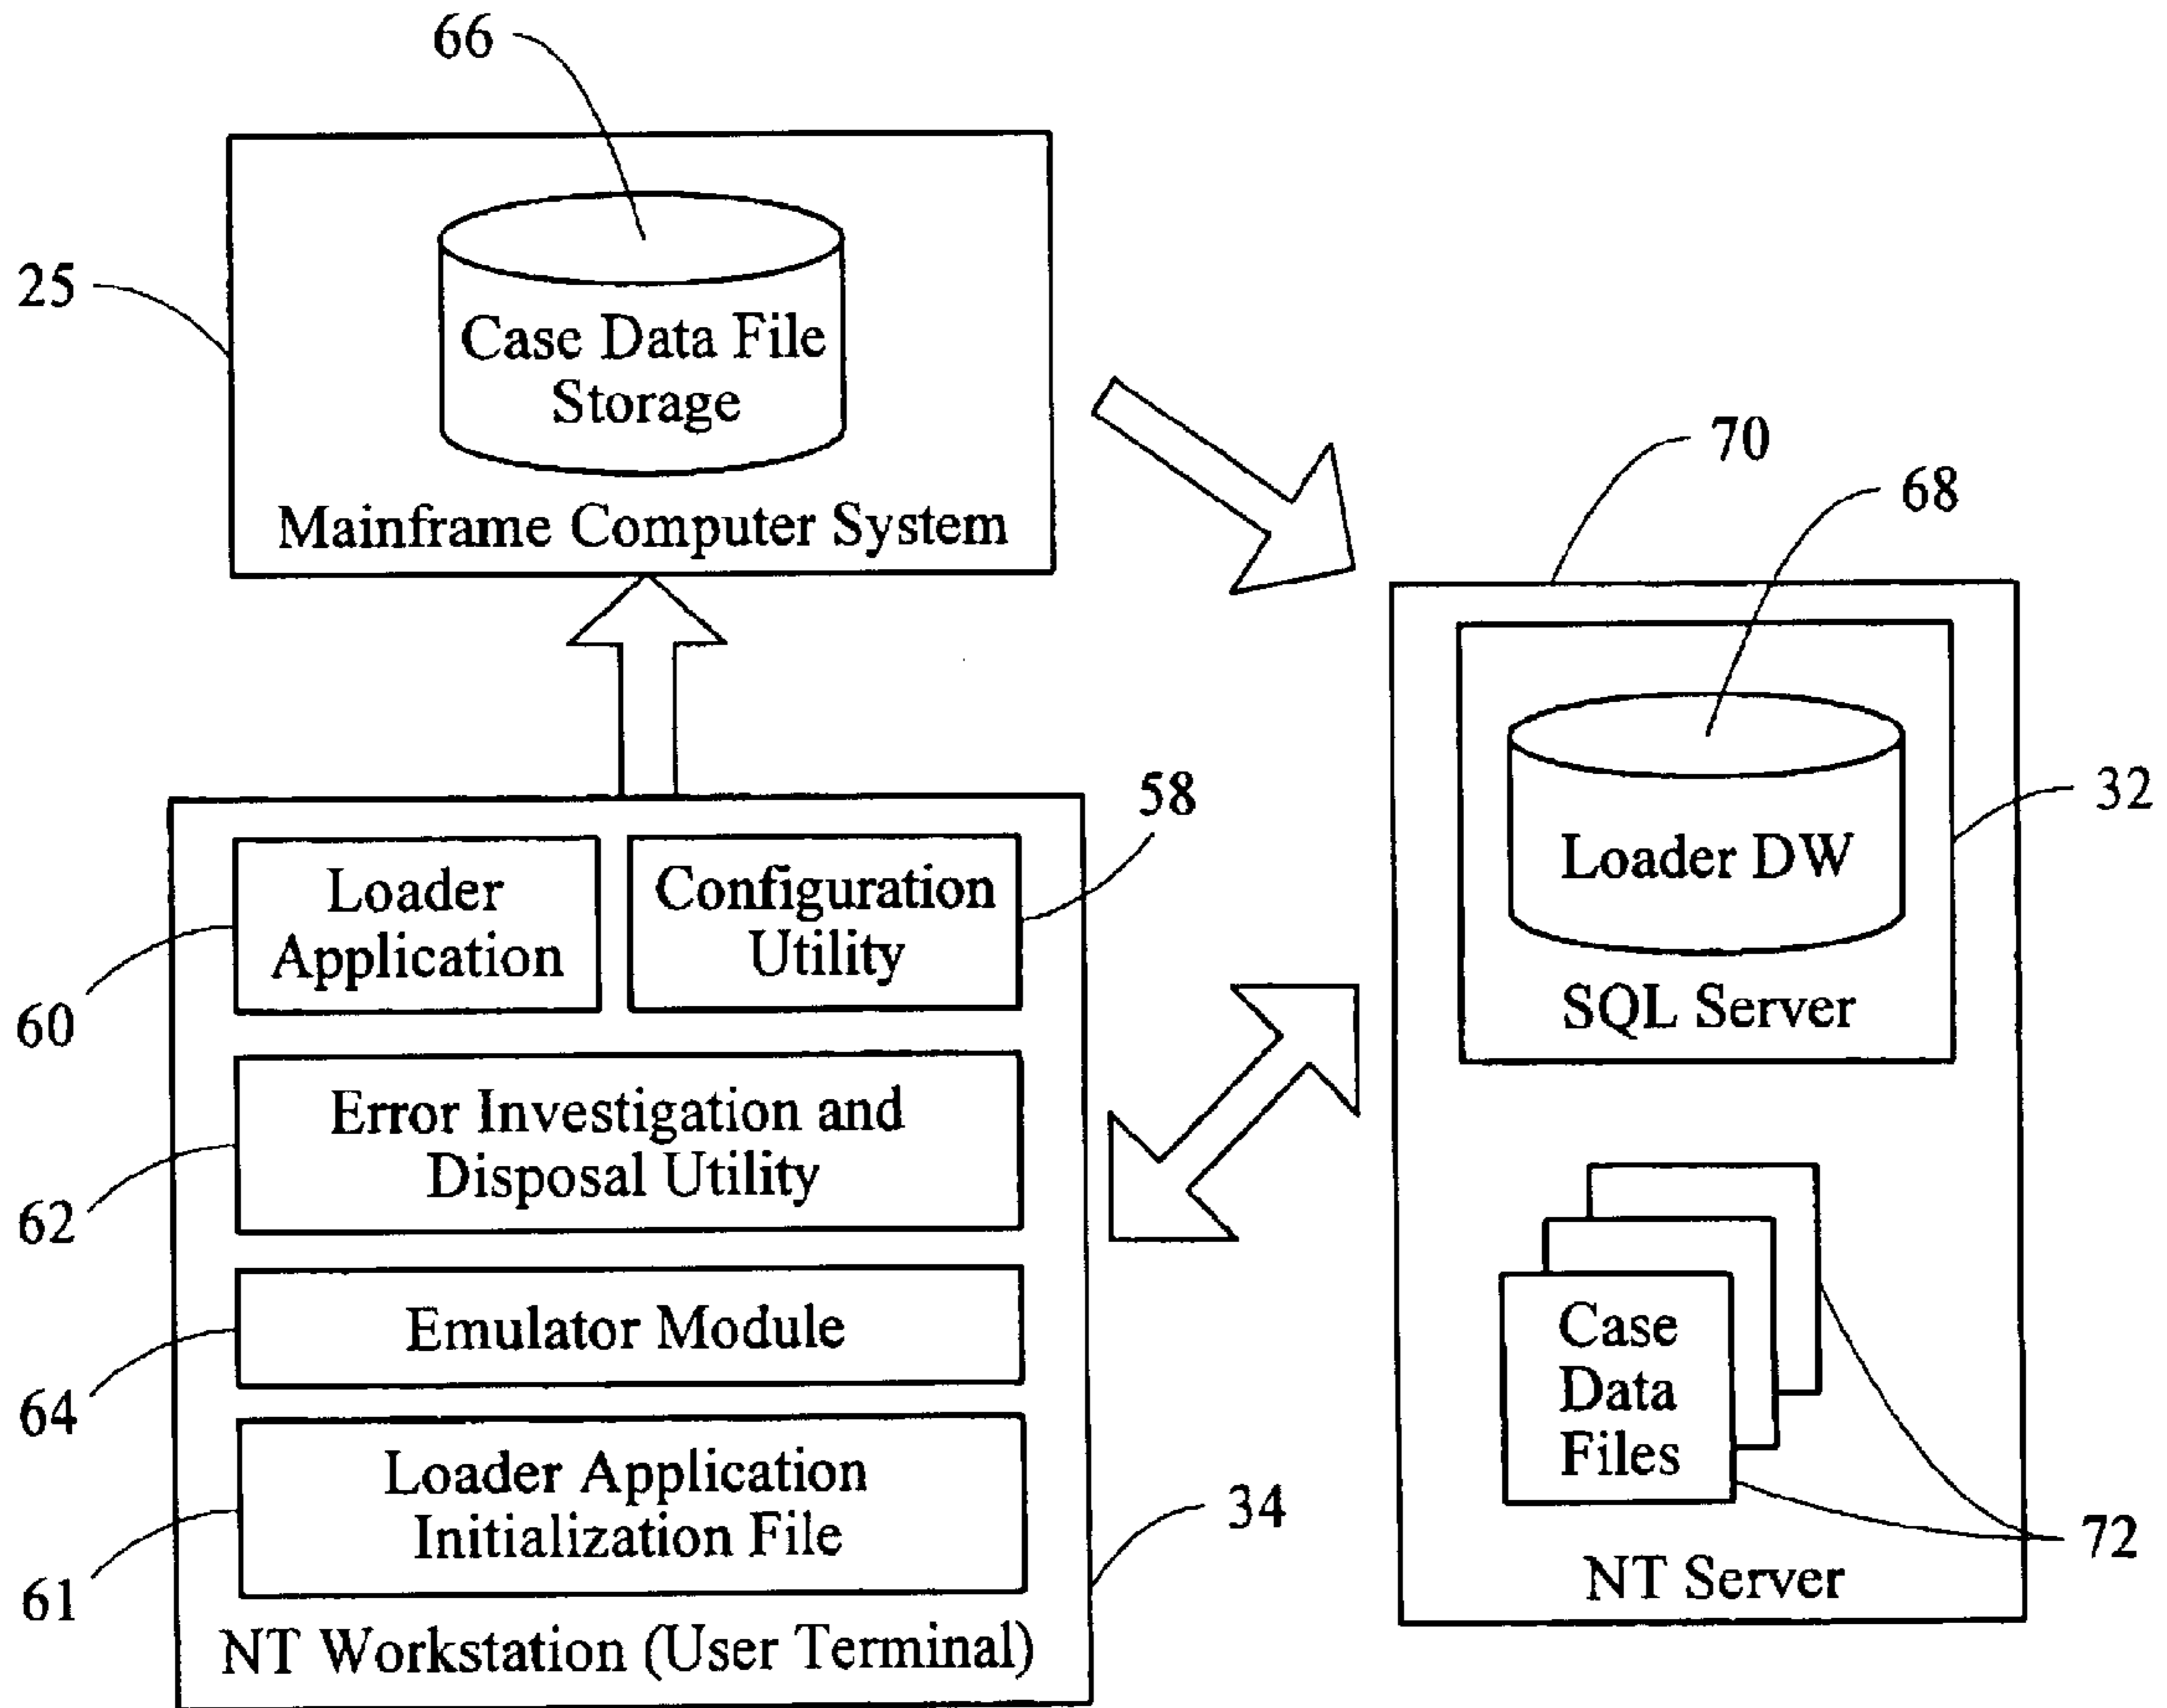 66
25
Case Data File
Storage
Mainframe Computer System
70
68
Loader DW
SQL Server
32
58
Loader
Application
Configuration
Utility
60
Error Investigation and
Disposal Utility
62
Emulator Module
64
Loader Application
Initialization File
61
34
NT Workstation (User Terminal)
Case
Data
Files
72
NT Server